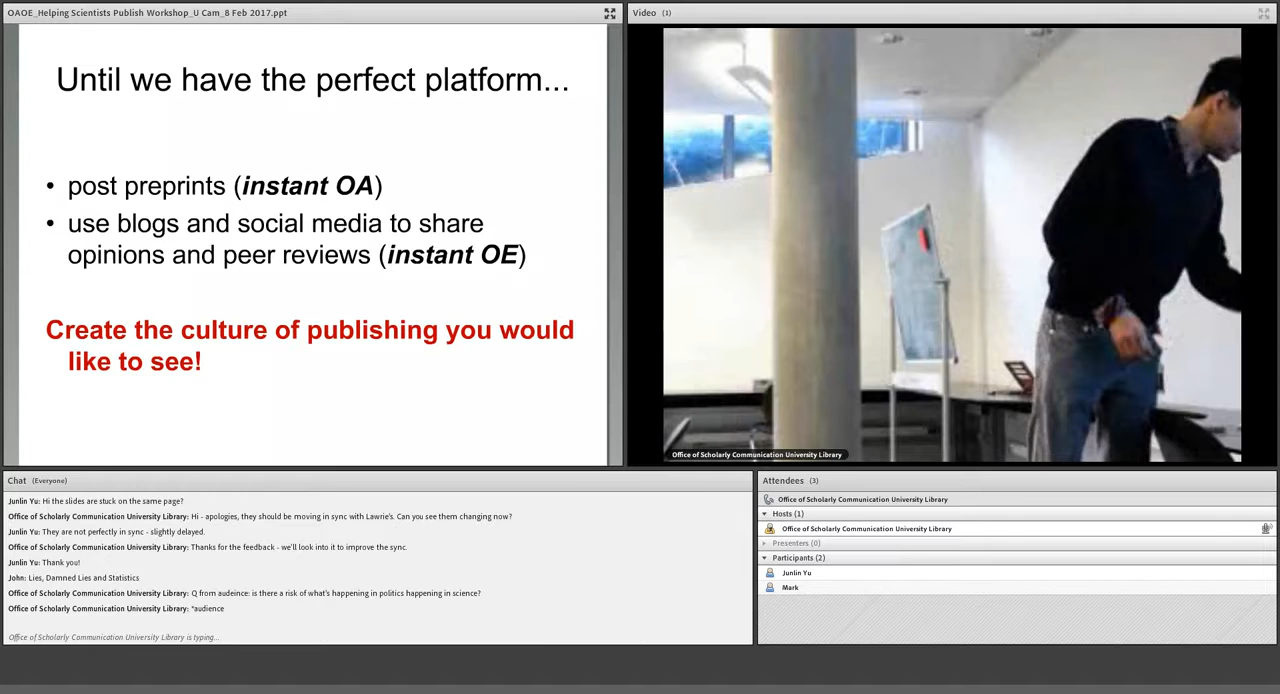 OAOE_Helping Scientists Publish Workshop_U Cam_8 Feb 2017.ppt
Until we have the perfect platform...
• post preprints (instant OA)
• use blogs and social media to share
opinions and peer reviews (instant OE)
Create the culture of publishing you would
like to see!
Video (1)
Office of Scholarly Communication University Library
Chat (Everyone)
Junlin Yu: Hi the slides are stuck on the same page?
Office of Scholarly Communication University Library: Hi - apologies, they should be moving in sync with Lawrie's. Can you see them changing now?
Junlin Yu: They are not perfectly in sync - slightly delayed.
Office of Scholarly Communication University Library: Thanks for the feedback - we'll look into it to improve the sync.
Junlin Yu: Thank you!
John: Lies, Damned Lies and Statistics
Office of Scholarly Communication University Library: Q from audeince: is there a risk of what's happening in politics happening in science?
Office of Scholarly Communication University Library: *audience
Office of Scholarly Communication University Library is typing...
Attendees (3)
Office of Scholarly Communication University Library
Hosts (1)
Office of Scholarly Communication University Library
Presenters (0)
Participants (2)
Junlin Yu
Mark